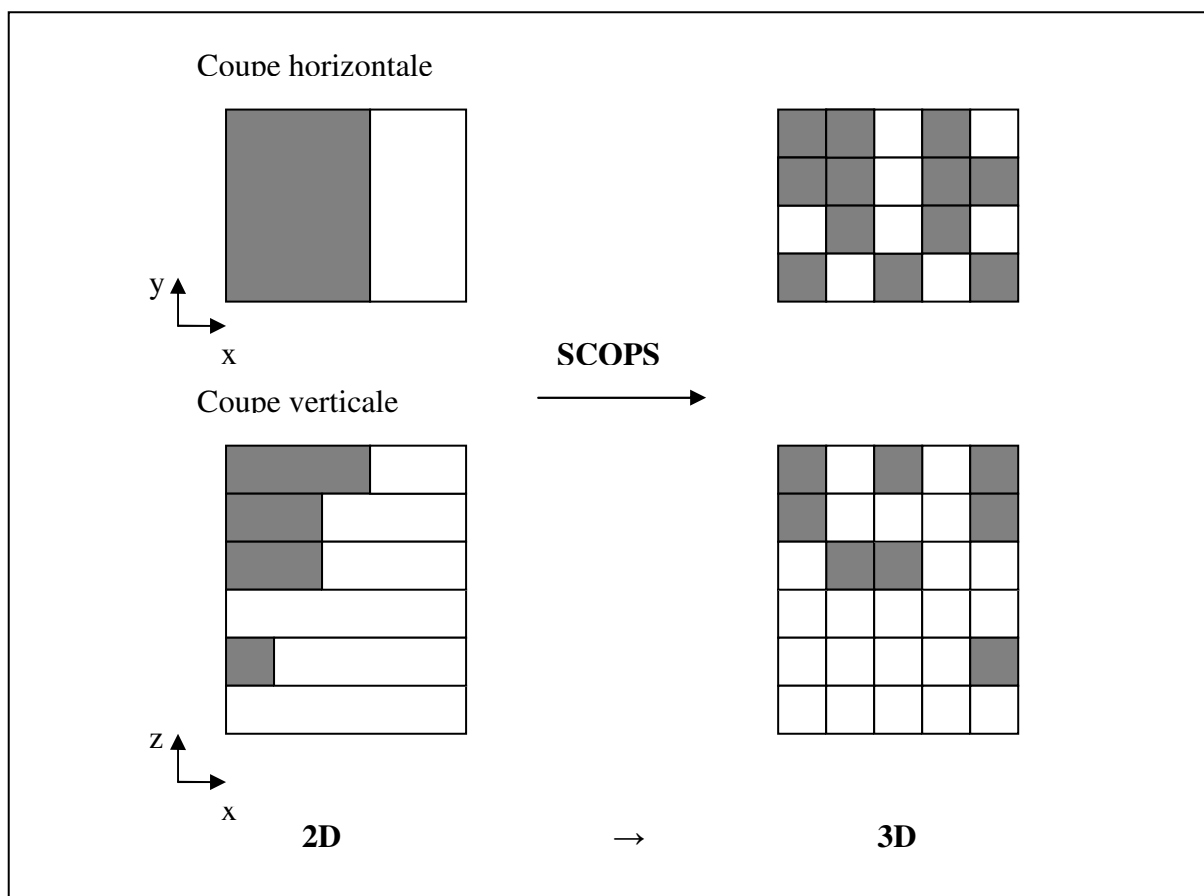 Coupe horizontale
y
x
SCOPS
Coupe verticale
z
x
2D → 3D